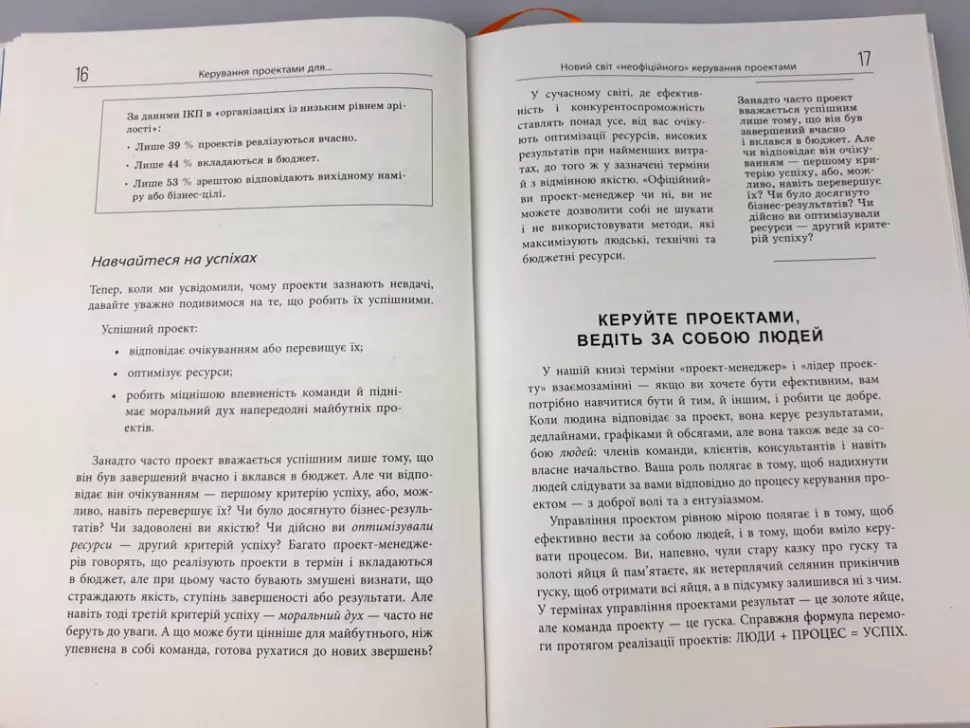 16
Керування проектами для...
За даними ІКП в «організаціях із низьким рівнем зрі-
лості»:
· Лише 39 % проектів реалізуються вчасно.
· Лише 44 % вкладаються в бюджет.
· Лише 53 % зрештою відповідають вихідному намі-
ру або бізнес-цілі.
Навчайтеся на успіхах
Тепер, коли ми усвідомили, чому проекти зазнають невдачі,
давайте уважно подивимося на те, що робить їх успішними.
Успішний проект:
• відповідає очікуванням або перевищує їх;
• оптимізує ресурси;
• робить міцнішою впевненість команди й підні-
має моральний дух напередодні майбутніх про-
ектів.
Занадто часто проект вважається успішним лише тому, що
він був завершений вчасно і вклався в бюджет. Але чи відпо-
відає він очікуванням — першому критерію успіху, або, мож-
ливо, навіть перевершує їх? Чи було досягнуто бізнес-резуль-
татів? Чи задоволені ви якістю? Чи дійсно ви оптимізували
ресурси — другий критерій успіху? Багато проект-менедже-
рів говорять, що реалізують проекти в термін і вкладаються
в бюджет, але при цьому часто бувають змушені визнати, що
страждають якість, ступінь завершеності або результати. Але
навіть тоді третій критерій успіху — моральний дух — часто не
беруть до уваги. А що може бути цінніше для майбутнього, ніж
упевнена в собі команда, готова рухатися до нових звершень?
Новий світ «неофіційного» керування проектами
17
У сучасному світі, де ефектив-
ність і конкурентоспроможність
ставлять понад усе, від вас очіку-
ють оптимізації ресурсів, високих
результатів при найменших витра-
тах, до того ж у зазначені терміни
й з відмінною якістю. «Офіційний»
ви проект-менеджер чи ні, ви не
можете дозволити собі не шукати
і не використовувати методи, які
максимізують людські, технічні та
бюджетні ресурси.
Занадто часто проект
вважається успішним
лише тому, що він був
завершений вчасно
і вклався в бюджет. Але
чи відповідає він очіку-
ванням — першому кри-
терію успіху, або, мож-
ливо, навіть перевершує
їх? Чи було досягнуто
бізнес-результатів? Чи
дійсно ви оптимізували
ресурси — другий крите-
рій успіху?
КЕРУЙТЕ ПРОЕКТАМИ,
ВЕДІТЬ ЗА СОБОЮ ЛЮДЕЙ
У нашій книзі терміни «проект-менеджер» і «лідер проек-
ту» взаємозамінні — якщо ви хочете бути ефективним, вам
потрібно навчитися бути й тим, й іншим, і робити це добре.
Коли людина відповідає за проект, вона керує результатами,
дедлайнами, графіками й обсягами, але вона також веде за со-
бою людей: членів команди, клієнтів, консультантів і навіть
власне начальство. Ваша роль полягає в тому, щоб надихнути
людей слідувати за вами відповідно до процесу керування про-
ектом — з доброї волі та з ентузіазмом.
Управління проектом рівною мірою полягає і в тому, щоб
ефективно вести за собою людей, і в тому, щоби вміло керу-
вати процесом. Ви, напевно, чули стару казку про гуску та
золоті яйця й пам’ятаєте, як нетерплячий селянин прикінчив
гуску, щоб отримати всі яйця, а в підсумку залишився ні з чим.
У термінах управління проектами результат — це золоте яйце,
але команда проекту — це гуска. Справжня формула перемо-
ги протягом реалізації проектів: ЛЮДИ + ПРОЦЕС = УСПІХ.